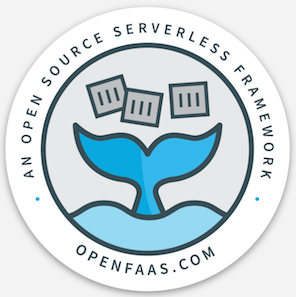 AN OPEN SOURCE SERVERLESS FRAMEWORK
OPENFAAS.COM